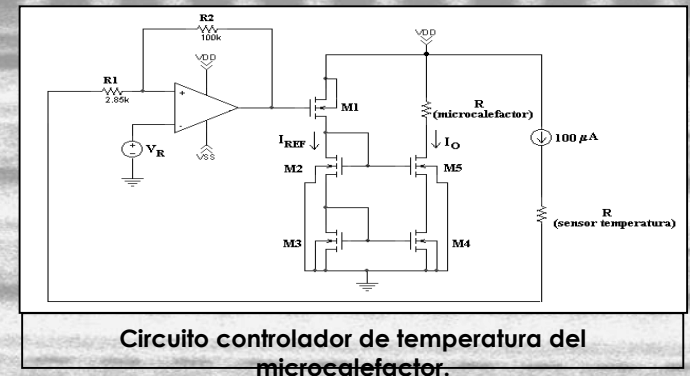 R2
100k
VDD
VDD
R1
2.85k
+
-
M1
R
(microcalefactor)
VR
VSS
IREF
IO
100 µA
M2
M5
R
(sensor temperatura)
M3
M4
Circuito controlador de temperatura del
microcalefactor.